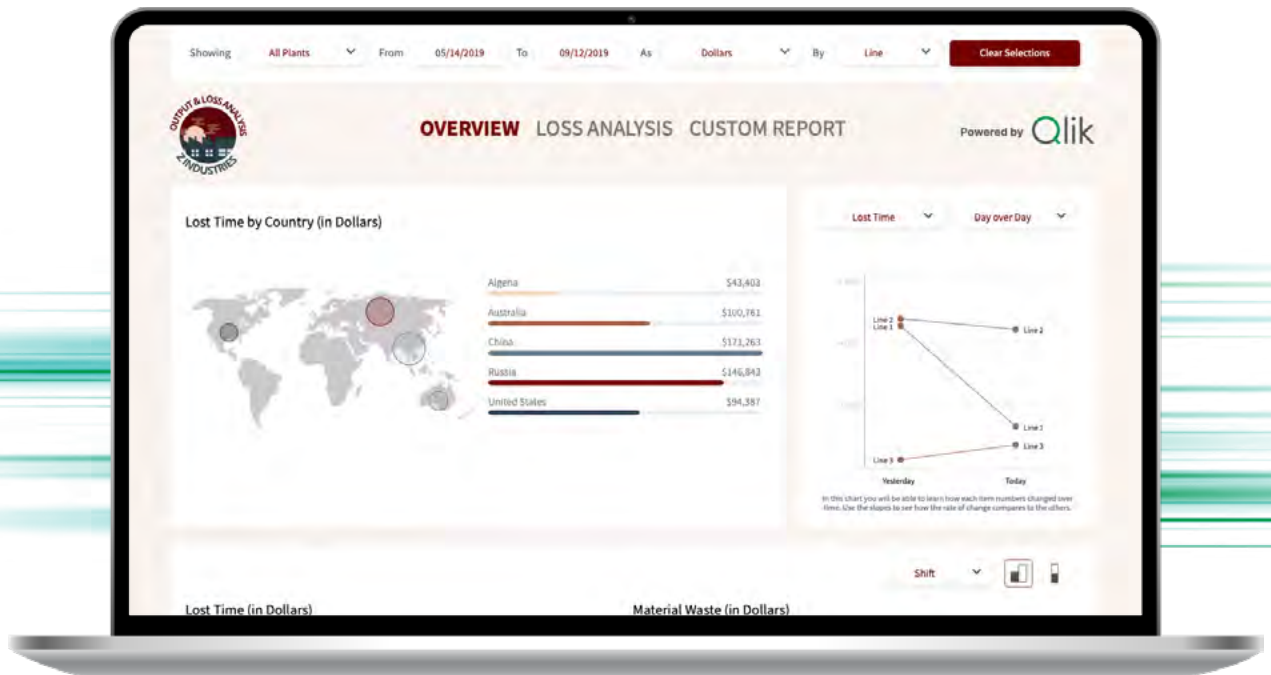 Showing All Plants From 05/14/2019 To 09/12/2019 As Dollars By Line Clear Selections
OUTPUT & LOSS ANALYSIS
Z INDUSTRIES
OVERVIEW LOSS ANALYSIS CUSTOM REPORT
Powered by Qlik
Lost Time by Country (in Dollars)
Algeria $43,403
Australia $100,761
China $171,263
Russia $146,843
United States $94,387
Lost Time Day over Day
Line 2
Line 1
Line 2
Line 1
Line 3
Line 3
Yesterday Today
In this chart you will be able to learn how each item numbers changed over
time. Use the slopes to see how the rate of change compares to the others.
Shift
Lost Time (in Dollars) Material Waste (in Dollars)